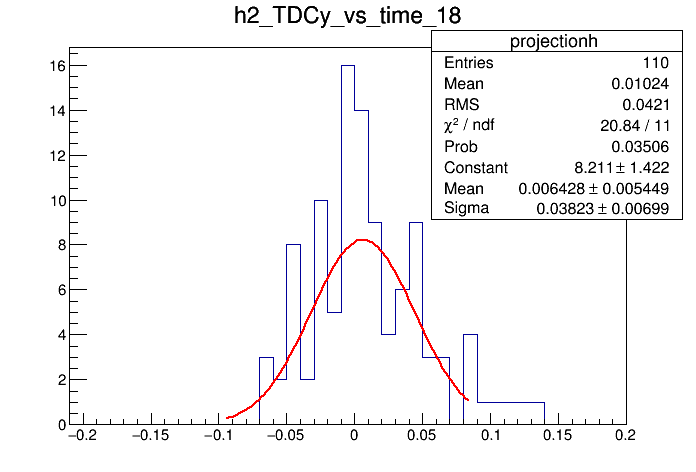 h2_TDCy_vs_time_18
projectionh
Entries 110
Mean 0.01024
RMS 0.0421
χ² / ndf 20.84 / 11
Prob 0.03506
Constant 8.211 ± 1.422
Mean 0.006428 ± 0.005449
Sigma 0.03823 ± 0.00699
16
14
12
10
8
6
4
2
0
−0.2 −0.15 −0.1 −0.05 0 0.05 0.1 0.15 0.2